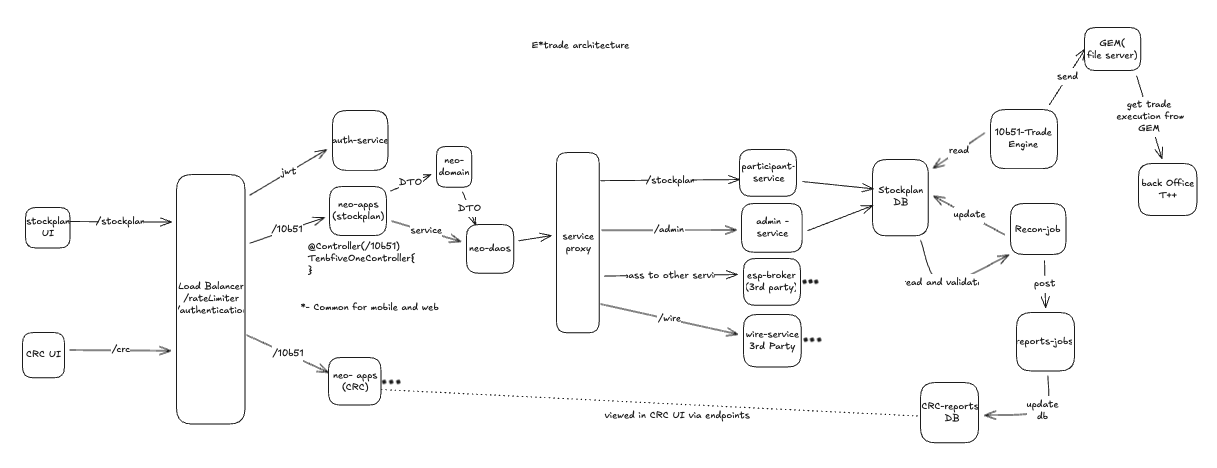 E*trade architecture
GEM(
file server)
send
get trade
execution from
GEM
10b51-Trade
Engine
read
back Office
T++
auth-service
jwt
neo-
domain
DTO
neo-apps
(stockplan)
/10b51
DTO
service
neo-daos
@Controller(/10b51)
TenbfiveOneController{
}
stockplan
UI
/stockplan
Load Balancer
/rateLimiter
*- Common for mobile and web
service
proxy
/stockplan
participant-
service
/admin
admin -
service
esp-broker
(3rd party)
/wire
wire-service
3rd Party
Stockplan
DB
update
Recon-job
post
reports-jobs
update
db
CRC-reports
DB
CRC UI
/crc
/10b51
neo- apps
(CRC)
viewed in CRC UI via endpoints